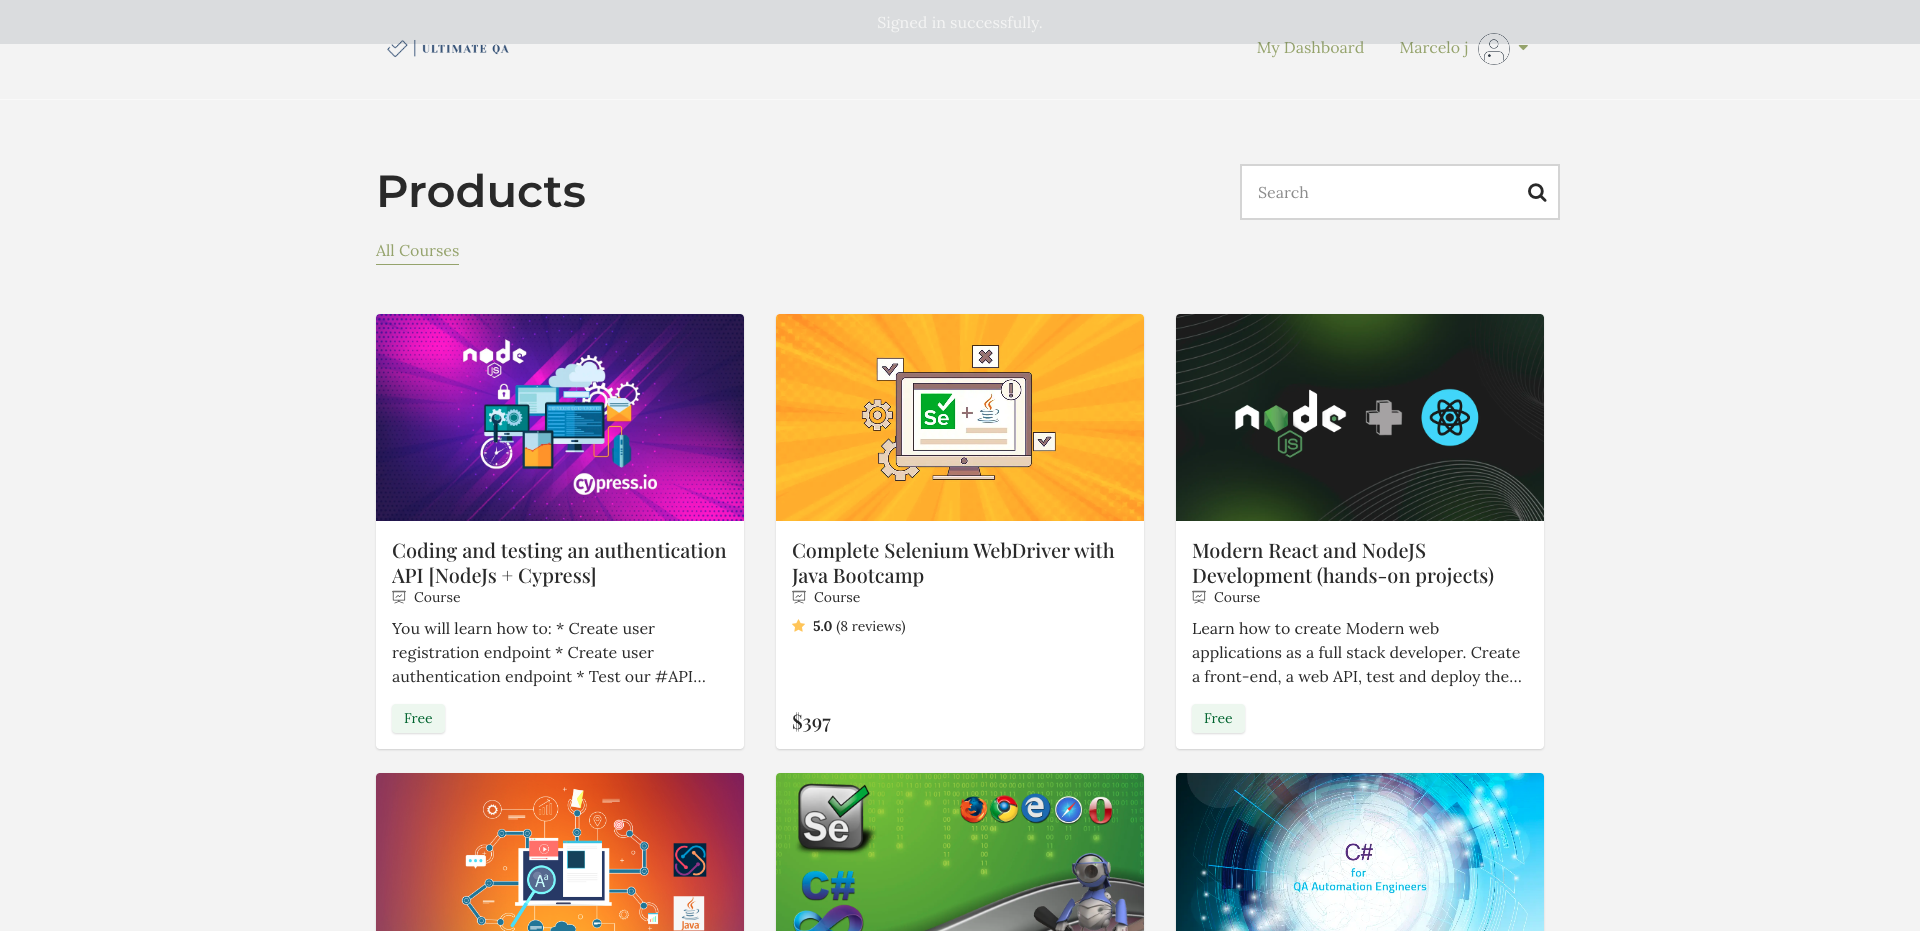 Signed in successfully.
ULTIMATE QA
My Dashboard
Marcelo j
Products
Search
All Courses
node
JS
cypress.io
Se
Coding and testing an authentication
API [NodeJs + Cypress]
Course
You will learn how to: * Create user
registration endpoint * Create user
authentication endpoint * Test our #API...
Free
Complete Selenium WebDriver with
Java Bootcamp
Course
5.0 (8 reviews)
$397
node
JS
Modern React and NodeJS
Development (hands-on projects)
Course
Learn how to create Modern web
applications as a full stack developer. Create
a front-end, a web API, test and deploy the...
Free
Aa
Java
Se
C#
C#
for
QA Automation Engineers